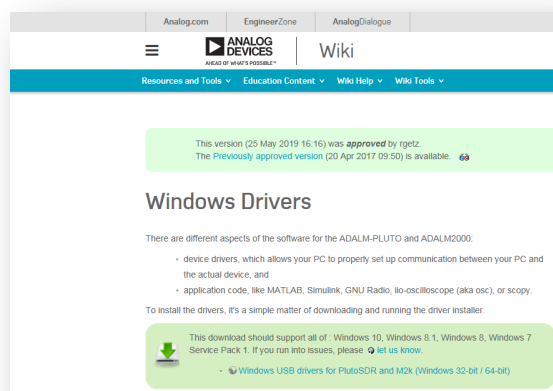 Analog.com EngineerZone AnalogDialogue
ANALOG
DEVICES
AHEAD OF WHAT'S POSSIBLE™
Wiki
Resources and Tools Education Content Wiki Help Wiki Tools
This version (25 May 2019 16:16) was approved by rgetz.
The Previously approved version (20 Apr 2017 09:50) is available.
Windows Drivers
There are different aspects of the software for the ADALM-PLUTO and ADALM2000:
device drivers, which allows your PC to properly set up communication between your PC and
the actual device, and
application code, like MATLAB, Simulink, GNU Radio, iio-oscilloscope (aka osc), or scopy.
To install the drivers, it's a simple matter of downloading and running the driver installer.
This download should support all of : Windows 10, Windows 8.1, Windows 8, Windows 7
Service Pack 1. If you run into issues, please let us know.
Windows USB drivers for PlutoSDR and M2k (Windows 32-bit / 64-bit)